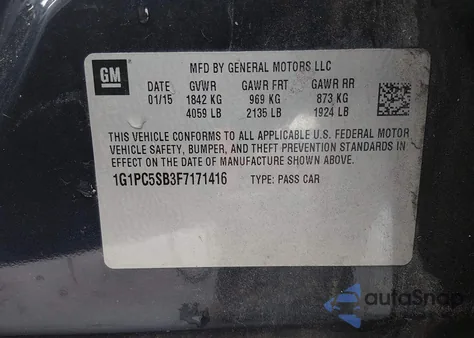 GM
MFD BY GENERAL MOTORS LLC
DATE GVWR GAWR FRT GAWR RR
01/15 1842 KG 969 KG 873 KG
4059 LB 2135 LB 1924 LB
THIS VEHICLE CONFORMS TO ALL APPLICABLE U.S. FEDERAL MOTOR
VEHICLE SAFETY, BUMPER, AND THEFT PREVENTION STANDARDS IN
EFFECT ON THE DATE OF MANUFACTURE SHOWN ABOVE.
1G1PC5SB3F7171416 TYPE: PASS CAR
autoSnap